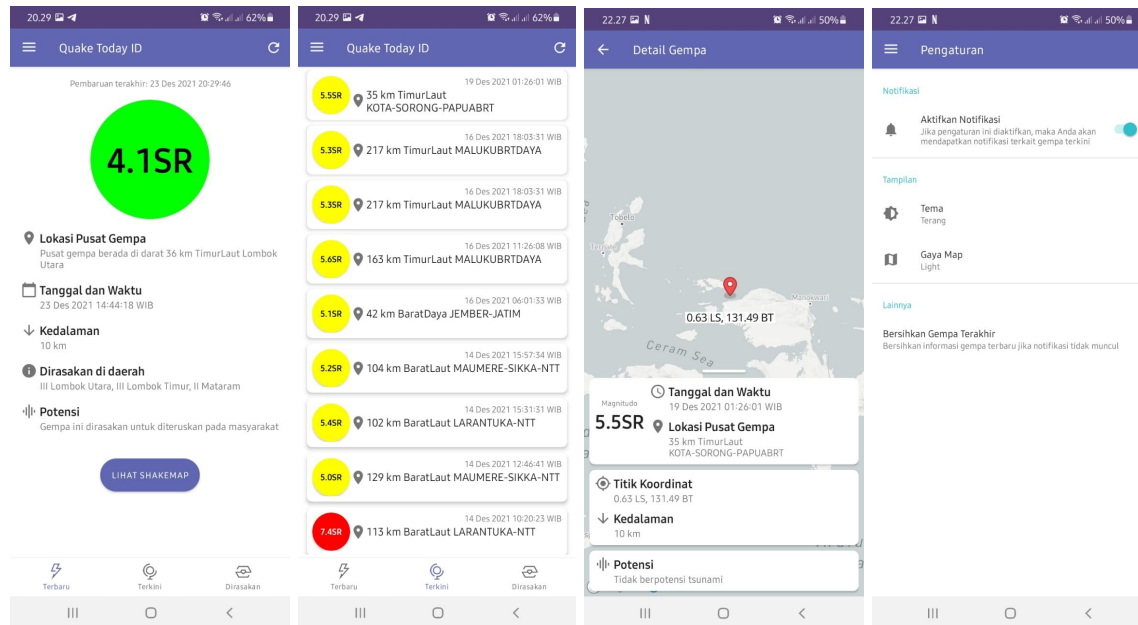 20.29 62%
Quake Today ID
Pembaruan terakhir: 23 Des 2021 20:29:46
4.1SR
Lokasi Pusat Gempa
Pusat gempa berada di darat 36 km TimurLaut Lombok
Utara
Tanggal dan Waktu
23 Des 2021 14:44:18 WIB
Kedalaman
10 km
Dirasakan di daerah
III Lombok Utara, III Lombok Timur, II Mataram
Potensi
Gempa ini dirasakan untuk diteruskan pada masyarakat
LIHAT SHAKEMAP
Terbaru Terkini Dirasakan
20.29 62%
Quake Today ID
19 Des 2021 01:26:01 WIB
5.5SR 35 km TimurLaut
KOTA-SORONG-PAPUABRT
16 Des 2021 18:03:31 WIB
5.3SR 217 km TimurLaut MALUKUBRTDAYA
16 Des 2021 18:03:31 WIB
5.3SR 217 km TimurLaut MALUKUBRTDAYA
16 Des 2021 11:26:08 WIB
5.6SR 163 km TimurLaut MALUKUBRTDAYA
16 Des 2021 06:01:33 WIB
5.1SR 42 km BaratDaya JEMBER-JATIM
14 Des 2021 15:57:34 WIB
5.2SR 104 km BaratLaut MAUMERE-SIKKA-NTT
14 Des 2021 15:31:31 WIB
5.4SR 102 km BaratLaut LARANTUKA-NTT
14 Des 2021 12:46:41 WIB
5.0SR 129 km BaratLaut MAUMERE-SIKKA-NTT
14 Des 2021 10:20:23 WIB
7.4SR 113 km BaratLaut LARANTUKA-NTT
Terbaru Terkini Dirasakan
22.27 N 50%
Detail Gempa
Tobelo
Ternate
Manokwari
0.63 LS, 131.49 BT
Ceram Sea
Magnitudo
5.5SR
Tanggal dan Waktu
19 Des 2021 01:26:01 WIB
Lokasi Pusat Gempa
35 km TimurLaut
KOTA-SORONG-PAPUABRT
Titik Koordinat
0.63 LS, 131.49 BT
Kedalaman
10 km
Potensi
Tidak berpotensi tsunami
22.27 N 50%
Pengaturan
Notifikasi
Aktifkan Notifikasi
Jika pengaturan ini diaktifkan, maka Anda akan
mendapatkan notifikasi terkait gempa terkini
Tampilan
Tema
Terang
Gaya Map
Light
Lainnya
Bersihkan Gempa Terakhir
Bersihkan informasi gempa terbaru jika notifikasi tidak muncul